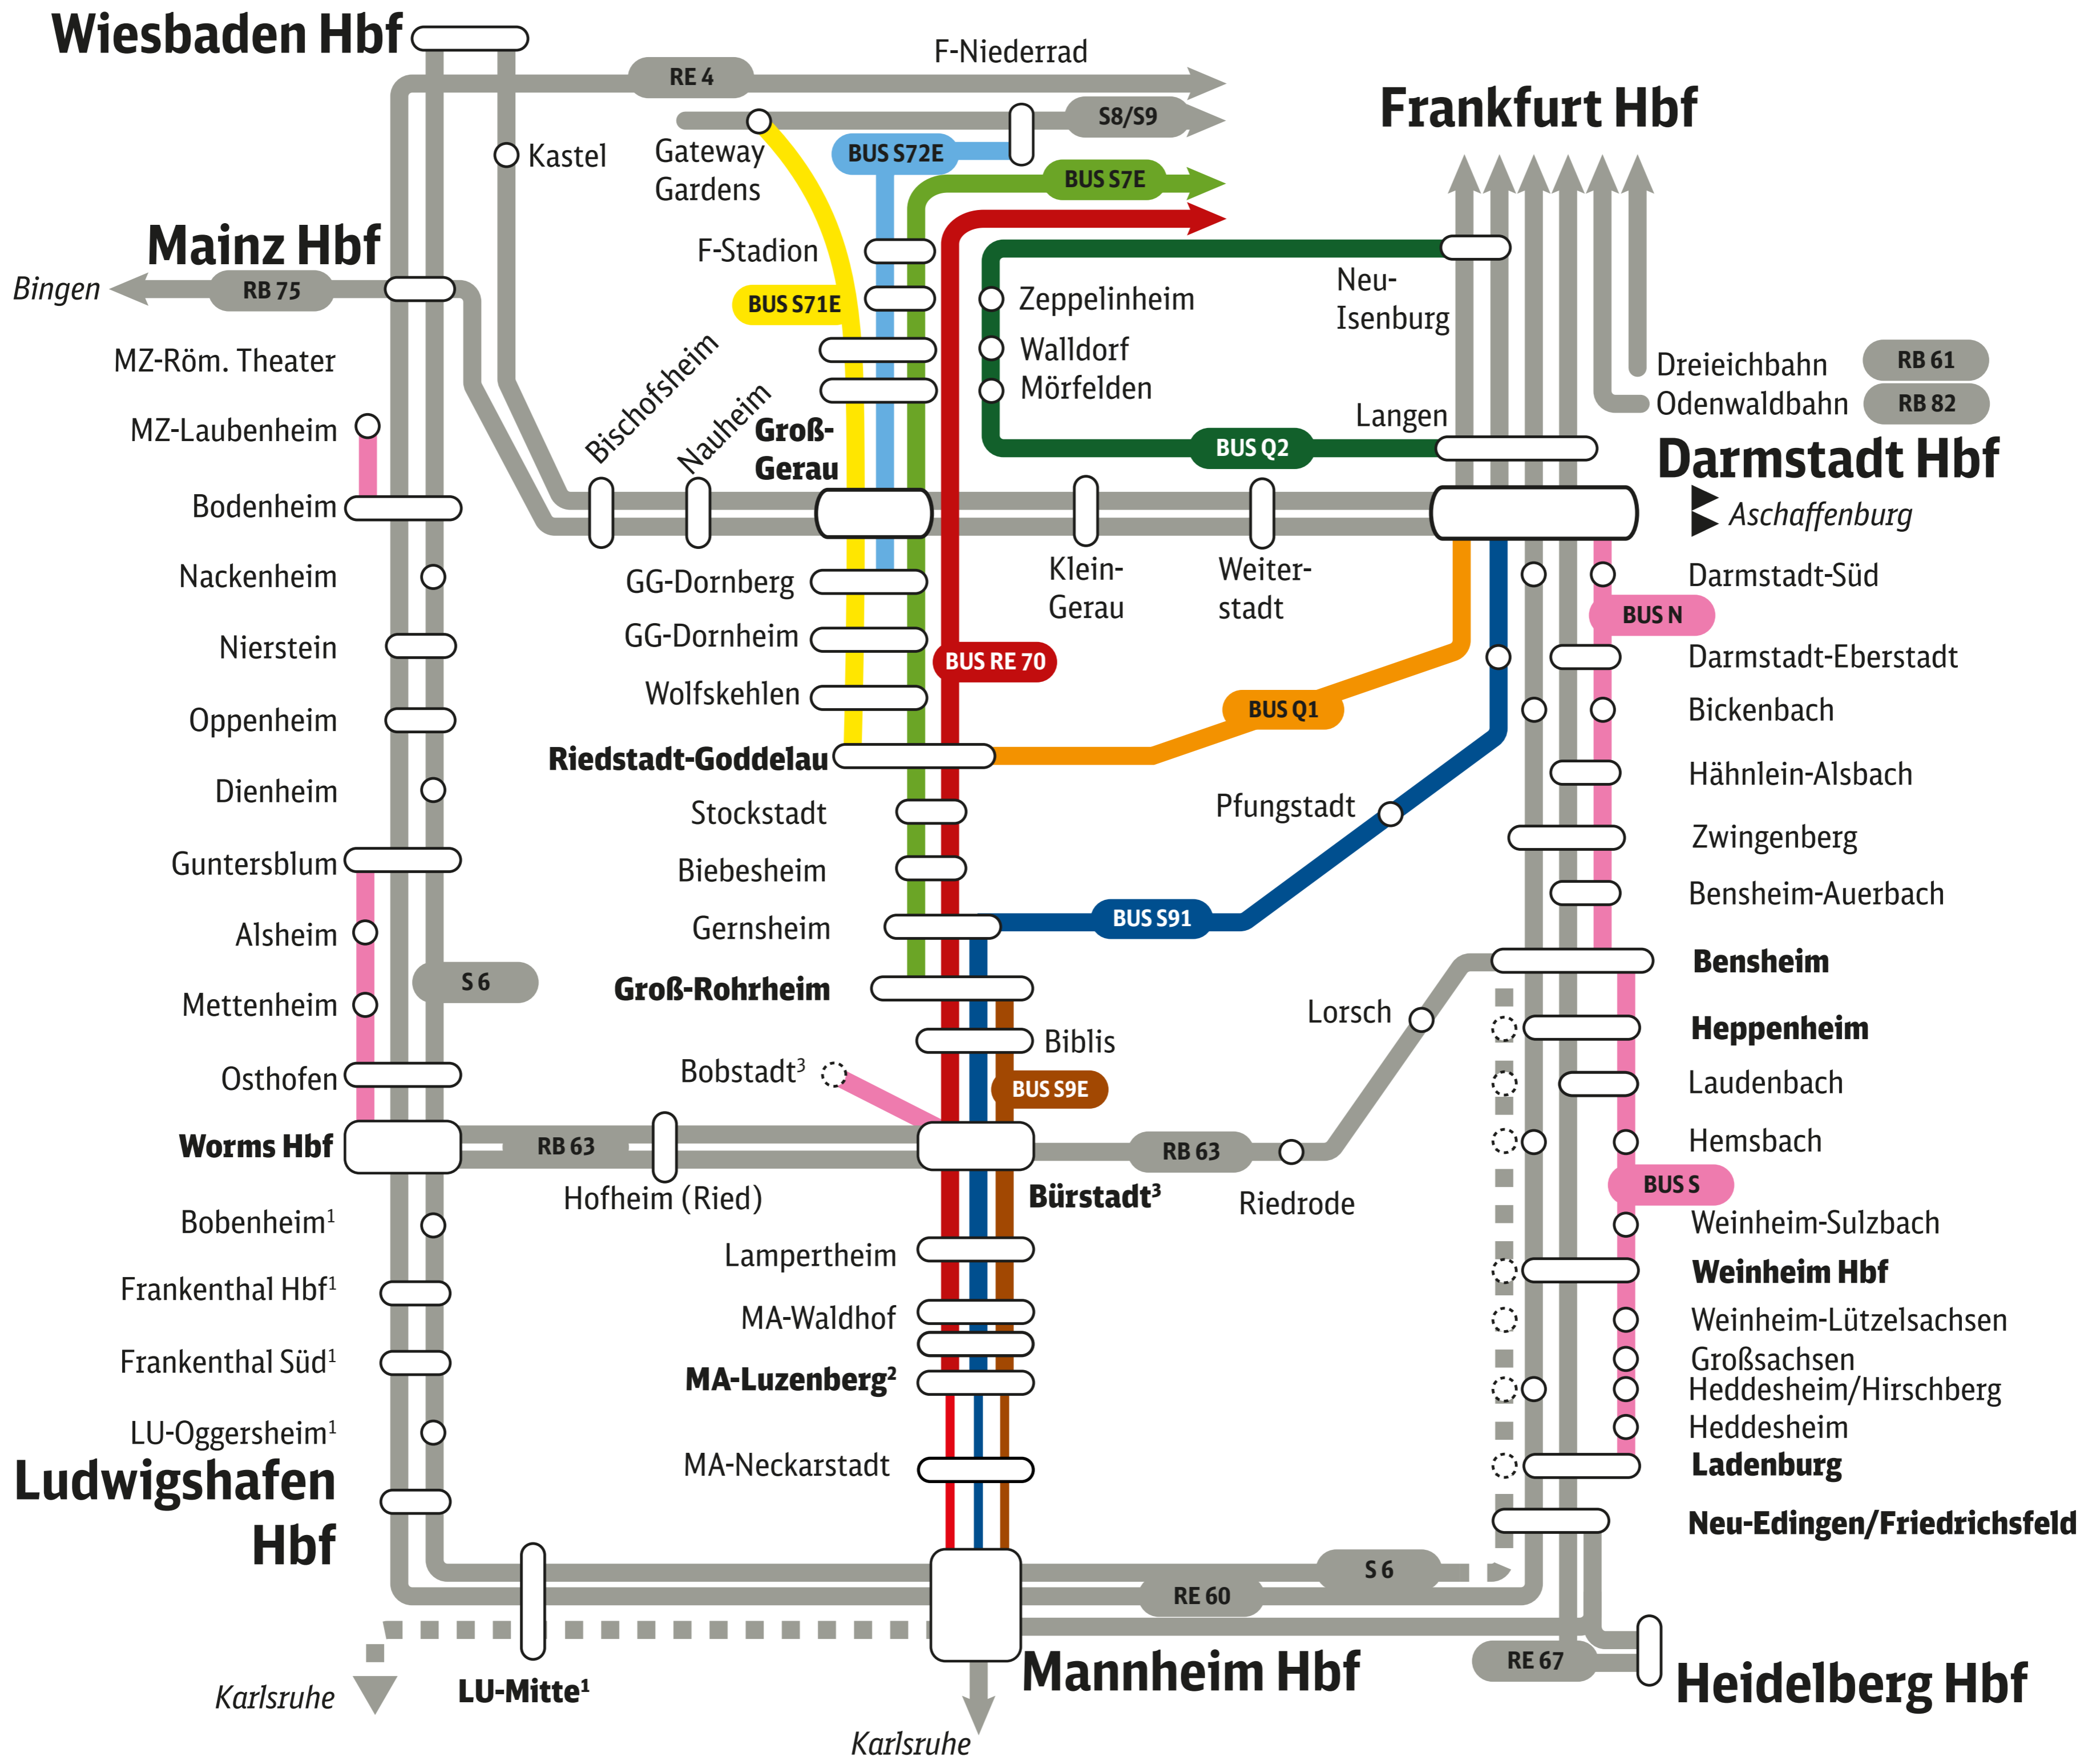 Wiesbaden Hbf
F-Niederrad
RE 4
Frankfurt Hbf
S8/S9
Kastel
Gateway
Gardens
BUS S72E
BUS S7E
Mainz Hbf
F-Stadion
Bingen
RB 75
BUS S71E
Zeppelinheim
Neu-
Isenburg
MZ-Röm. Theater
Bischofsheim
Walldorf
Dreieichbahn
RB 61
Mörfelden
Odenwaldbahn
RB 82
Nauheim
MZ-Laubenheim
Groß-
Gerau
Langen
BUS Q2
Darmstadt Hbf
Bodenheim
Aschaffenburg
Nackenheim
GG-Dornberg
Klein-
Gerau
Weiter-
stadt
Darmstadt-Süd
BUS N
Nierstein
GG-Dornheim
BUS RE 70
Darmstadt-Eberstadt
Wolfskehlen
Oppenheim
BUS Q1
Bickenbach
Riedstadt-Goddelau
Dienheim
Hähnlein-Alsbach
Stockstadt
Pfungstadt
Guntersblum
Biebesheim
Zwingenberg
Bensheim-Auerbach
Alsheim
Gernsheim
BUS S91
S 6
Groß-Rohrheim
Bensheim
Mettenheim
Lorsch
Heppenheim
Biblis
Osthofen
Bobstadt³
BUS S9E
Laudenbach
Worms Hbf
RB 63
RB 63
Hemsbach
Hofheim (Ried)
Bürstadt³
Riedrode
BUS S
Bobenheim¹
Weinheim-Sulzbach
Lampertheim
Weinheim Hbf
Frankenthal Hbf¹
MA-Waldhof
Weinheim-Lützelsachsen
Frankenthal Süd¹
MA-Luzenberg²
Großsachsen
Heddesheim/Hirschberg
LU-Oggersheim¹
Heddesheim
Ludwigshafen
Hbf
MA-Neckarstadt
Ladenburg
Neu-Edingen/Friedrichsfeld
S 6
RE 60
Karlsruhe
LU-Mitte¹
Mannheim Hbf
RE 67
Heidelberg Hbf
Karlsruhe